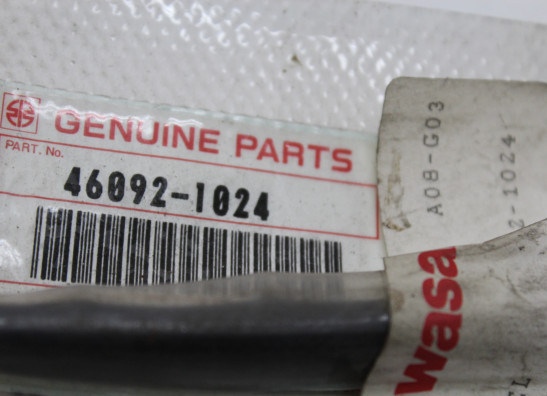 GENUINE PARTS
PART. No.
46092-1024
A08-G03
2-1024
wasa